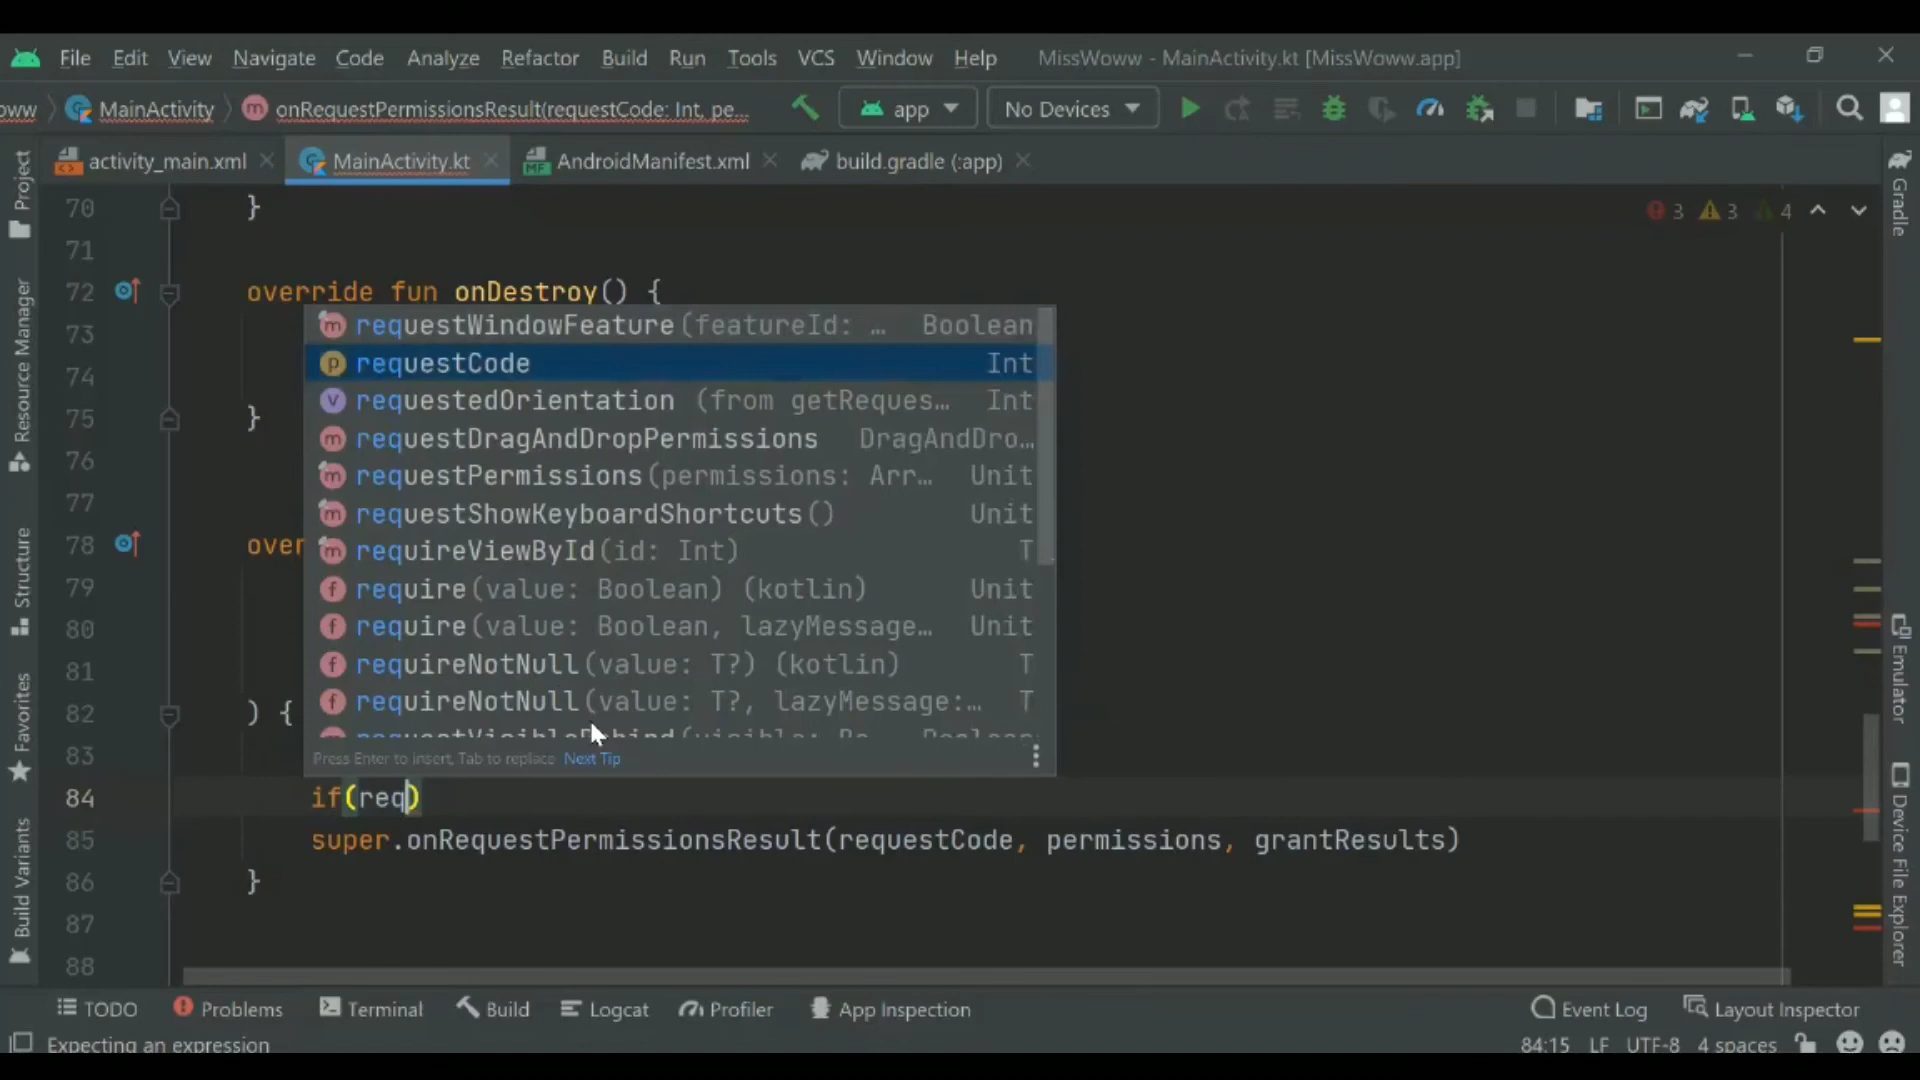 File Edit View Navigate Code Analyze Refactor Build Run Tools VCS Window Help MissWoww - MainActivity.kt [MissWoww.app]
oww MainActivity onRequestPermissionsResult(requestCode: Int, pe... app No Devices
activity_main.xml MainActivity.kt AndroidManifest.xml build.gradle (:app)
Project
Resource Manager
Structure
Favorites
Build Variants
Gradle
Emulator
Device File Explorer
3 3 4
70 }
71
72 override fun onDestroy() {
73
74
75 }
76
77
78 over
79
80
81
82 ) {
83
84 if(req)
85 super.onRequestPermissionsResult(requestCode, permissions, grantResults)
86 }
87
88
requestWindowFeature(featureId: … Boolean
requestCode Int
requestedOrientation (from getReques… Int
requestDragAndDropPermissions DragAndDro…
requestPermissions(permissions: Arr… Unit
requestShowKeyboardShortcuts() Unit
requireViewById(id: Int) T
require(value: Boolean) (kotlin) Unit
require(value: Boolean, lazyMessage… Unit
requireNotNull(value: T?) (kotlin) T
requireNotNull(value: T?, lazyMessage:… T
Press Enter to insert, Tab to replace Next Tip
TODO Problems Terminal Build Logcat Profiler App Inspection Event Log Layout Inspector
Expecting an expression 84:15 LF UTF-8 4 spaces